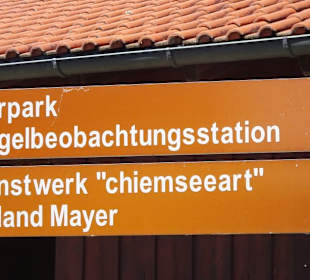 rpark
gelbeobachtungsstation
nstwerk "chiemseeart"
land Mayer